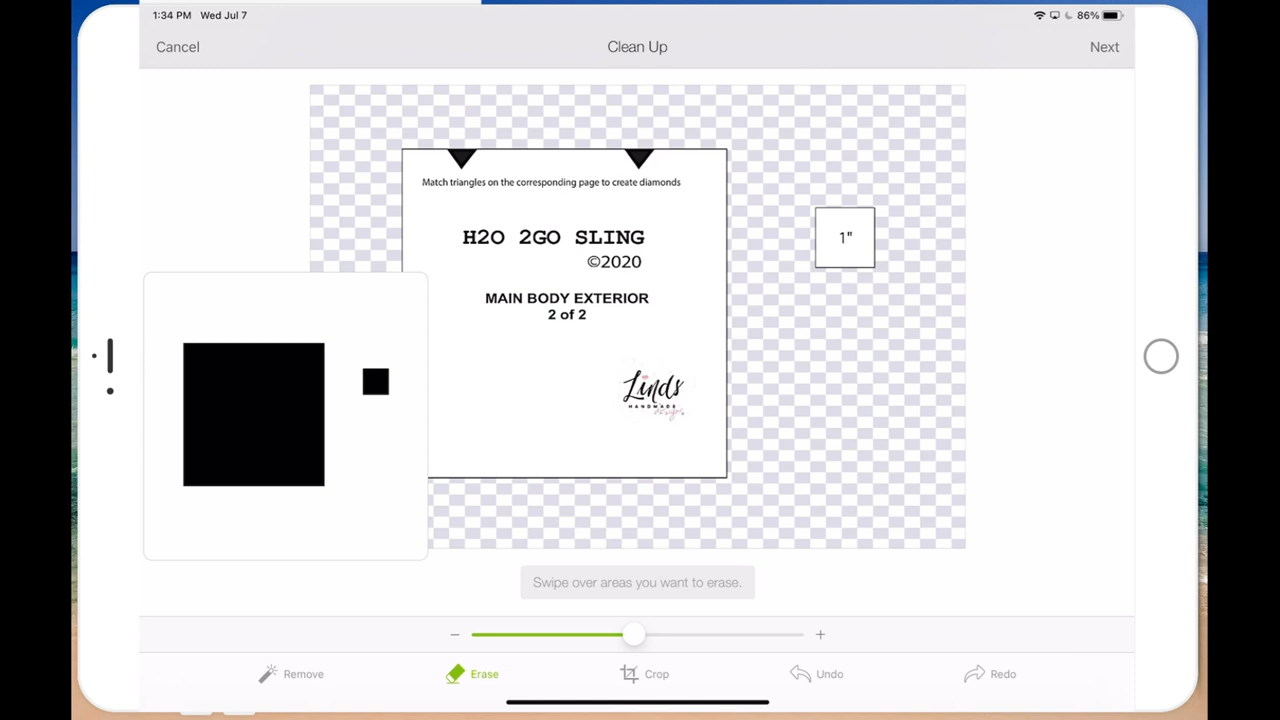 1:34 PM Wed Jul 7
86%
Cancel
Clean Up
Next
Match triangles on the corresponding page to create diamonds
H2O 2GO SLING
©2020
1"
MAIN BODY EXTERIOR
2 of 2
Linds
HANDMADE
designs
Swipe over areas you want to erase.
Remove
Erase
Crop
Undo
Redo